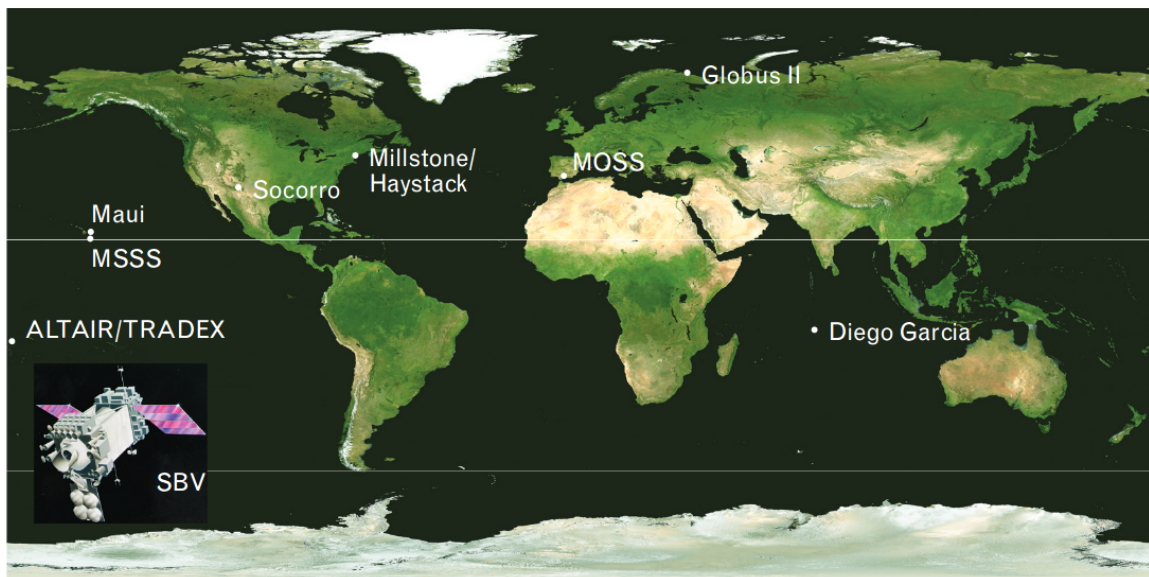 Globus II
Millstone/
Haystack
MOSS
Socorro
Maui
MSSS
ALTAIR/TRADEX
Diego Garcia
SBV